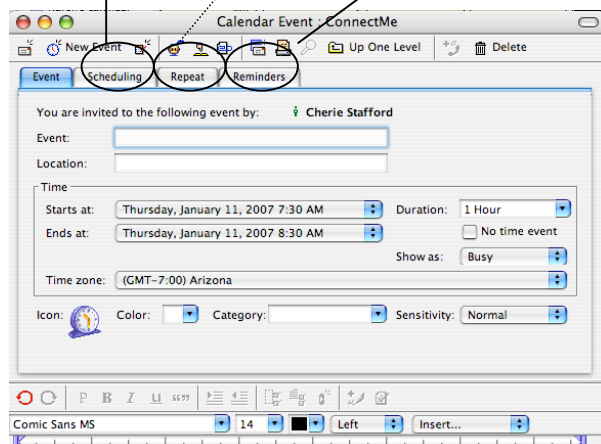 Calendar Event : ConnectMe
New Event Up One Level Delete
Event Scheduling Repeat Reminders
You are invited to the following event by: Cherie Stafford
Event:
Location:
Time
Starts at: Thursday, January 11, 2007 7:30 AM Duration: 1 Hour
Ends at: Thursday, January 11, 2007 8:30 AM No time event
Show as: Busy
Time zone: (GMT-7:00) Arizona
Icon: Color: Category: Sensitivity: Normal
P B I U “”
Comic Sans MS 14 Left Insert...